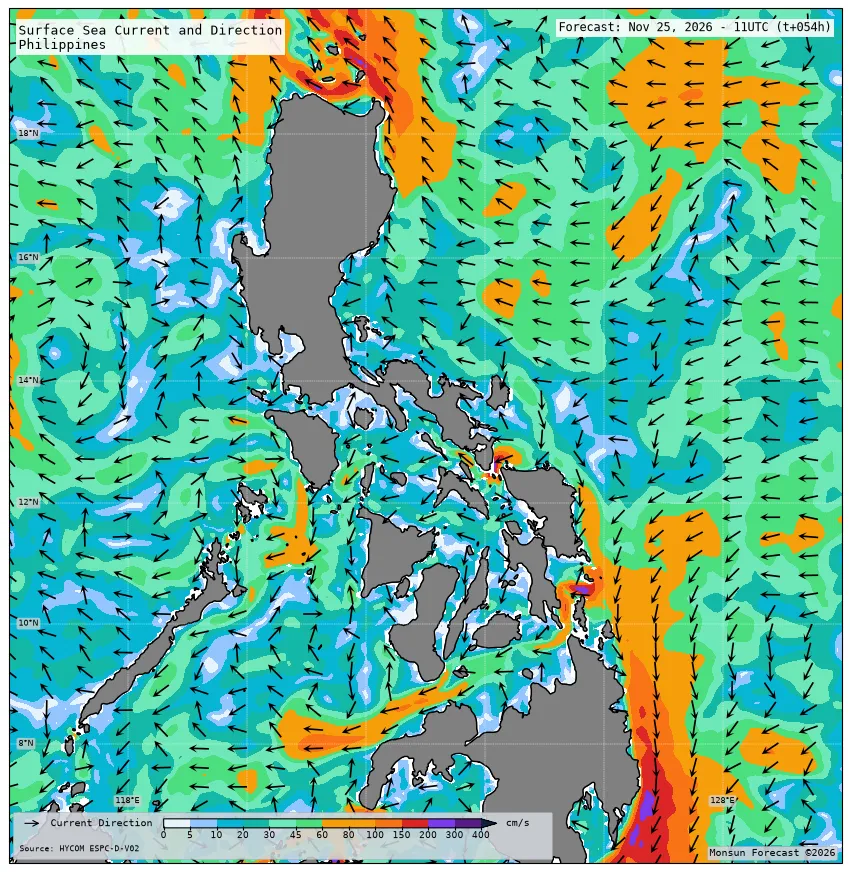 Surface Sea Current and Direction
Philippines
Forecast: Nov 25, 2026 - 11UTC (t+054h)
18°N
16°N
14°N
12°N
10°N
8°N
118°E
128°E
Current Direction
0 5 10 20 30 45 60 80 100 150 200 300 400
cm/s
Source: HYCOM ESPC-D-V02
Monsun Forecast ©2026